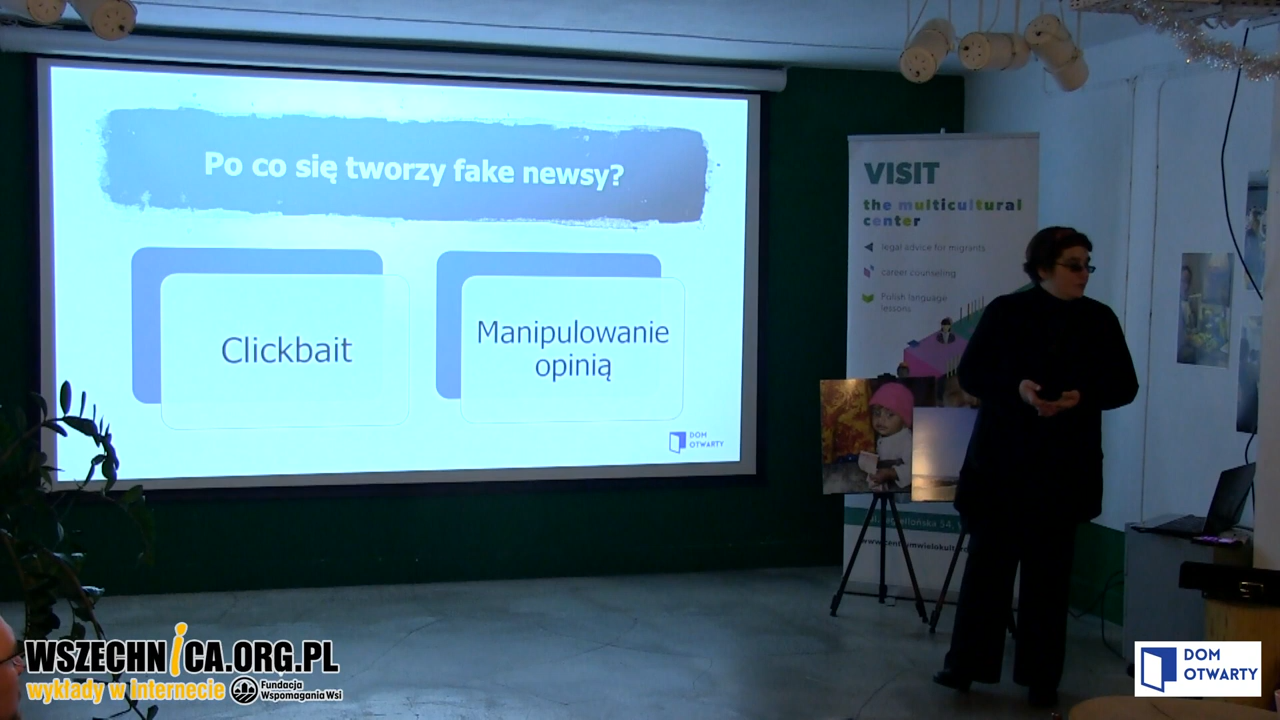 Po co się tworzy fake newsy?
Clickbait
Manipulowanie
opinią
DOM
OTWARTY
VISIT
the multicultural
center
legal advice for migrants
career counseling
Polish language
lessons
WSZECHNICA.ORG.PL
wykłady w internecie
Fundacja
Wspomagania Wsi
DOM
OTWARTY